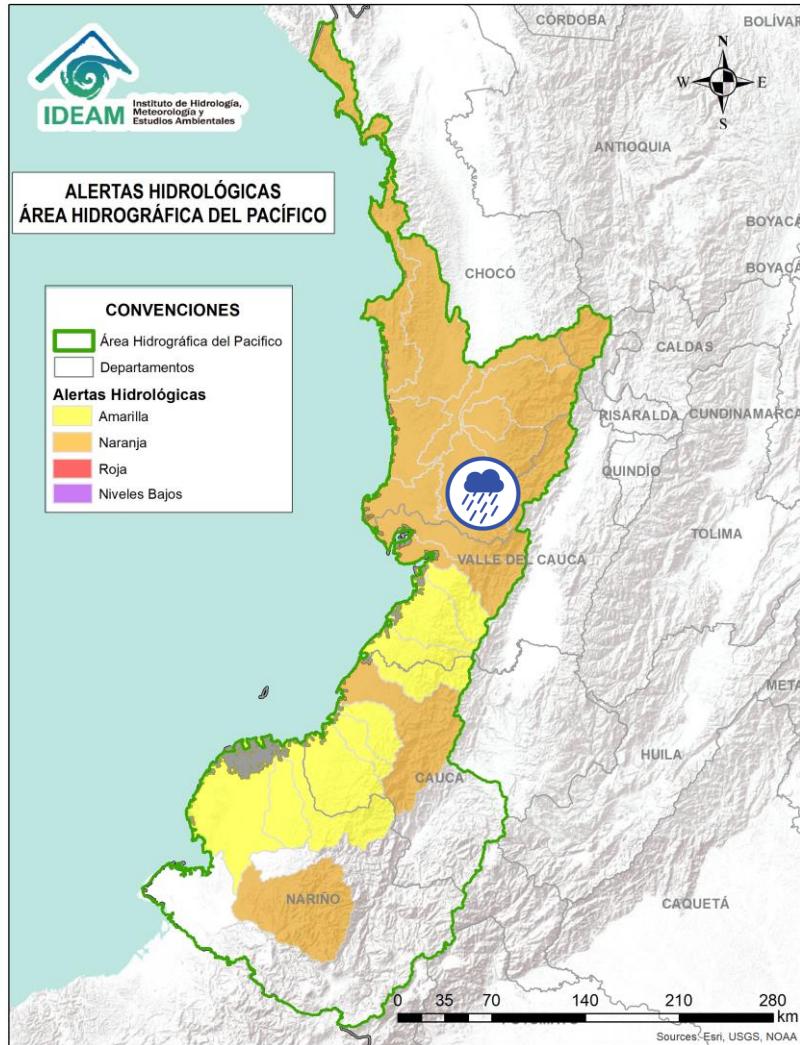 IDEAM
Instituto de Hidrología,
Meteorología y
Estudios Ambientales
ALERTAS HIDROLÓGICAS
ÁREA HIDROGRÁFICA DEL PACÍFICO
CONVENCIONES
Área Hidrográfica del Pacifico
Departamentos
Alertas Hidrológicas
Amarilla
Naranja
Roja
Niveles Bajos
CÓRDOBA
BOLÍVAR
N
W
E
S
ANTIOQUIA
BOYACÁ
CHOCÓ
BOYACÁ
CALDAS
RISARALDA
CUNDINAMARCA
QUINDÍO
TOLIMA
VALLE DEL CAUCA
META
HUILA
CAUCA
NARIÑO
CAQUETÁ
0 35 70 140 210 280
km
Sources: Esri, USGS, NOAA